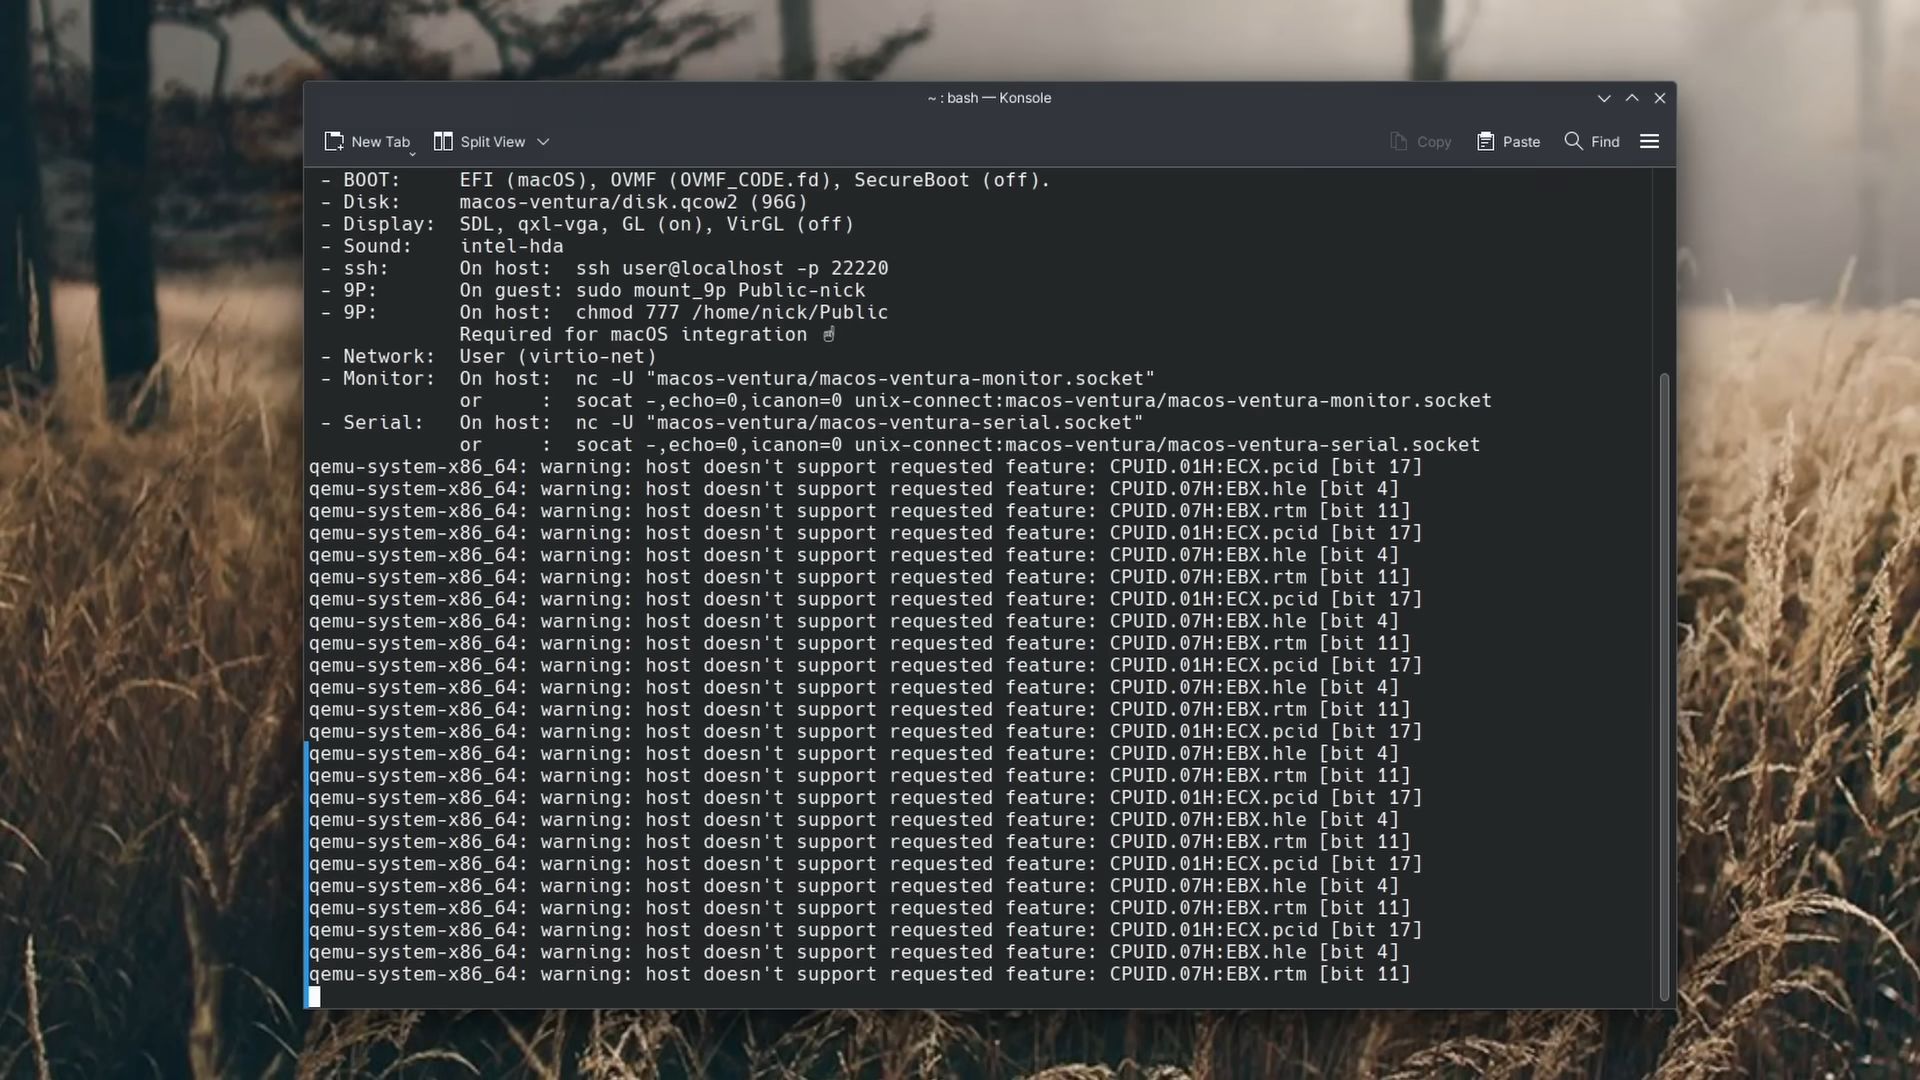 ~ : bash — Konsole
New Tab Split View Copy Paste Find
- BOOT:     EFI (macOS), OVMF (OVMF_CODE.fd), SecureBoot (off).
- Disk:     macos-ventura/disk.qcow2 (96G)
- Display:  SDL, qxl-vga, GL (on), VirGL (off)
- Sound:    intel-hda
- ssh:      On host:  ssh user@localhost -p 22220
- 9P:       On guest: sudo mount_9p Public-nick
- 9P:       On host:  chmod 777 /home/nick/Public
            Required for macOS integration ☝
- Network:  User (virtio-net)
- Monitor:  On host:  nc -U "macos-ventura/macos-ventura-monitor.socket"
            or     :  socat -,echo=0,icanon=0 unix-connect:macos-ventura/macos-ventura-monitor.socket
- Serial:   On host:  nc -U "macos-ventura/macos-ventura-serial.socket"
            or     :  socat -,echo=0,icanon=0 unix-connect:macos-ventura/macos-ventura-serial.socket
qemu-system-x86_64: warning: host doesn't support requested feature: CPUID.01H:ECX.pcid [bit 17]
qemu-system-x86_64: warning: host doesn't support requested feature: CPUID.07H:EBX.hle [bit 4]
qemu-system-x86_64: warning: host doesn't support requested feature: CPUID.07H:EBX.rtm [bit 11]
qemu-system-x86_64: warning: host doesn't support requested feature: CPUID.01H:ECX.pcid [bit 17]
qemu-system-x86_64: warning: host doesn't support requested feature: CPUID.07H:EBX.hle [bit 4]
qemu-system-x86_64: warning: host doesn't support requested feature: CPUID.07H:EBX.rtm [bit 11]
qemu-system-x86_64: warning: host doesn't support requested feature: CPUID.01H:ECX.pcid [bit 17]
qemu-system-x86_64: warning: host doesn't support requested feature: CPUID.07H:EBX.hle [bit 4]
qemu-system-x86_64: warning: host doesn't support requested feature: CPUID.07H:EBX.rtm [bit 11]
qemu-system-x86_64: warning: host doesn't support requested feature: CPUID.01H:ECX.pcid [bit 17]
qemu-system-x86_64: warning: host doesn't support requested feature: CPUID.07H:EBX.hle [bit 4]
qemu-system-x86_64: warning: host doesn't support requested feature: CPUID.07H:EBX.rtm [bit 11]
qemu-system-x86_64: warning: host doesn't support requested feature: CPUID.01H:ECX.pcid [bit 17]
qemu-system-x86_64: warning: host doesn't support requested feature: CPUID.07H:EBX.hle [bit 4]
qemu-system-x86_64: warning: host doesn't support requested feature: CPUID.07H:EBX.rtm [bit 11]
qemu-system-x86_64: warning: host doesn't support requested feature: CPUID.01H:ECX.pcid [bit 17]
qemu-system-x86_64: warning: host doesn't support requested feature: CPUID.07H:EBX.hle [bit 4]
qemu-system-x86_64: warning: host doesn't support requested feature: CPUID.07H:EBX.rtm [bit 11]
qemu-system-x86_64: warning: host doesn't support requested feature: CPUID.01H:ECX.pcid [bit 17]
qemu-system-x86_64: warning: host doesn't support requested feature: CPUID.07H:EBX.hle [bit 4]
qemu-system-x86_64: warning: host doesn't support requested feature: CPUID.07H:EBX.rtm [bit 11]
qemu-system-x86_64: warning: host doesn't support requested feature: CPUID.01H:ECX.pcid [bit 17]
qemu-system-x86_64: warning: host doesn't support requested feature: CPUID.07H:EBX.hle [bit 4]
qemu-system-x86_64: warning: host doesn't support requested feature: CPUID.07H:EBX.rtm [bit 11]